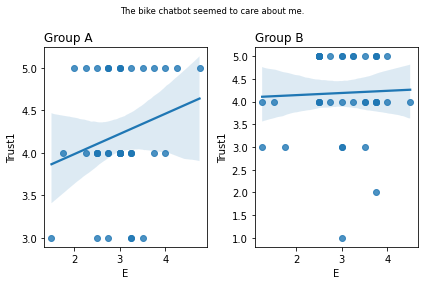 The bike chatbot seemed to care about me.
Group A
Group B
5.0
4.5
4.0
3.5
3.0
Trust1
2
3
4
E
5.0
4.5
4.0
3.5
3.0
2.5
2.0
1.5
1.0
Trust1
2
3
4
E